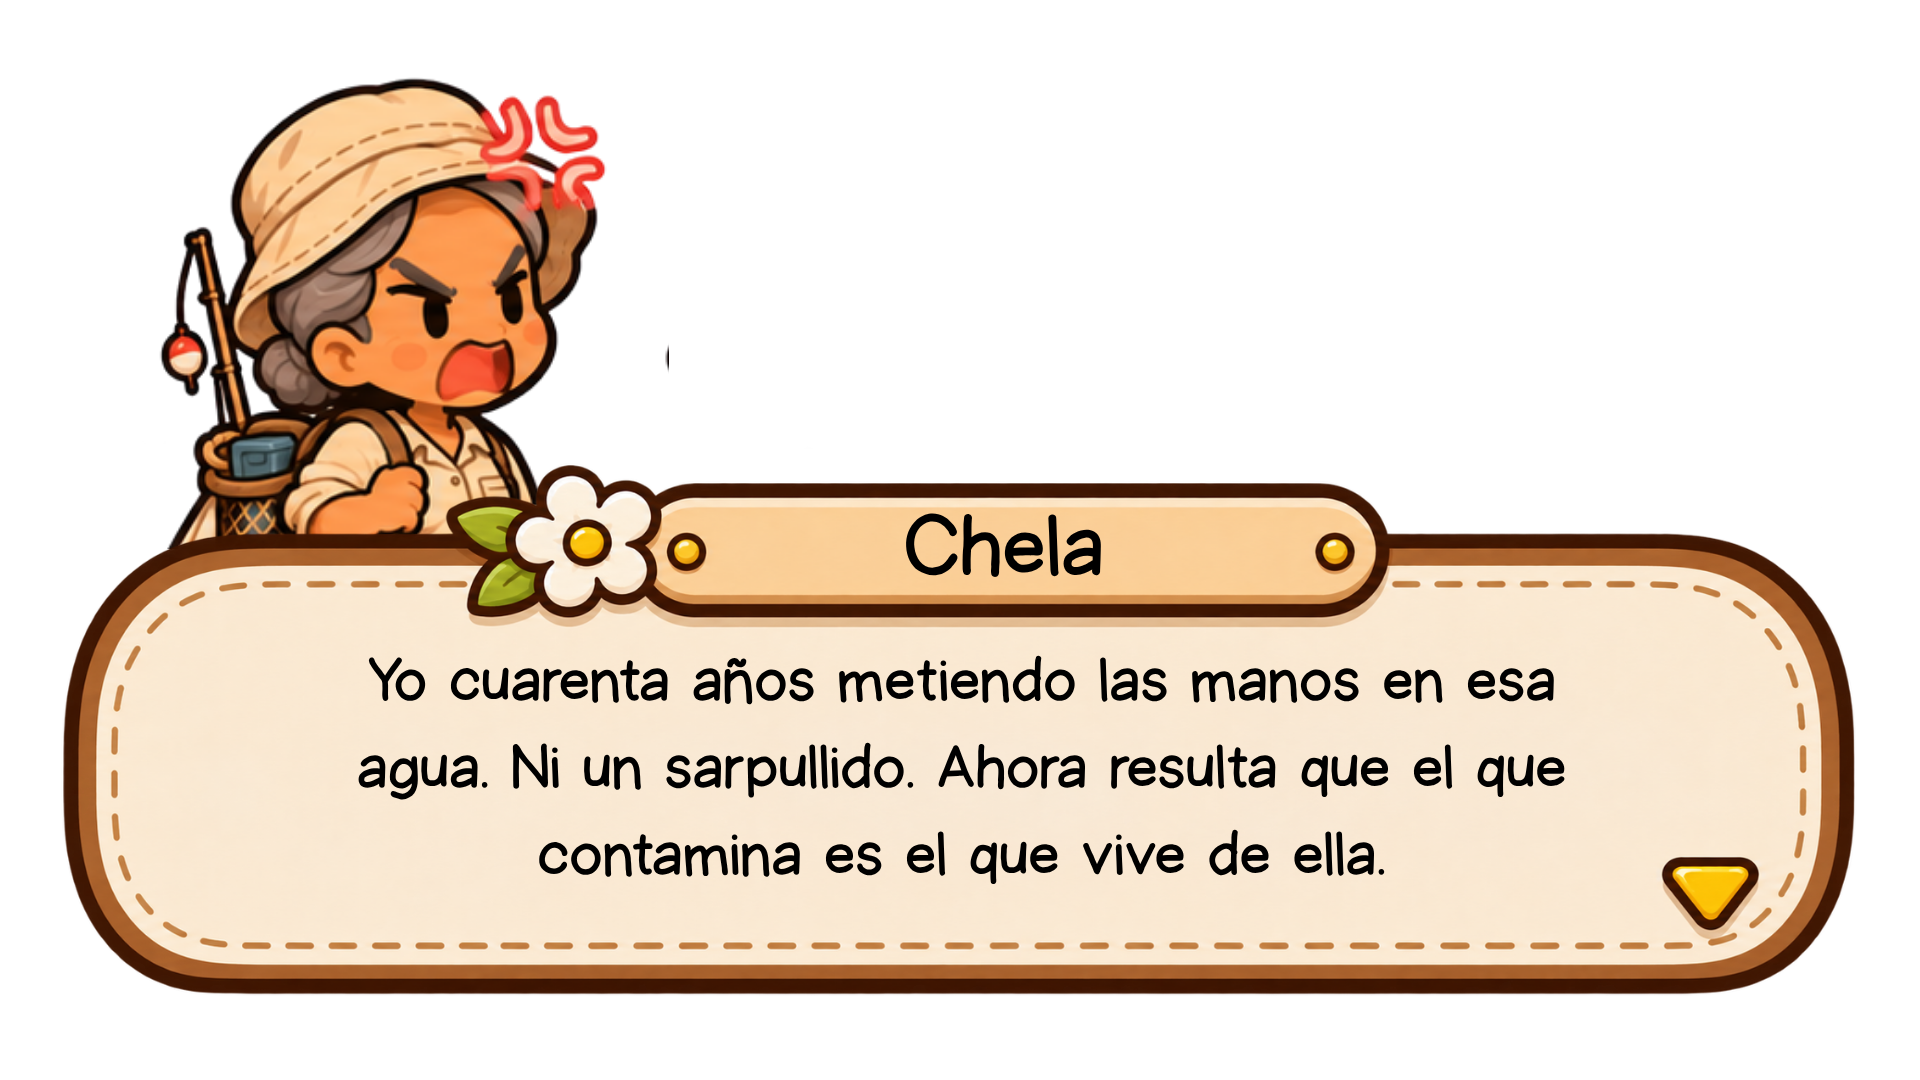 Chela
Yo cuarenta años metiendo las manos en esa
agua. Ni un sarpullido. Ahora resulta que el que
contamina es el que vive de ella.